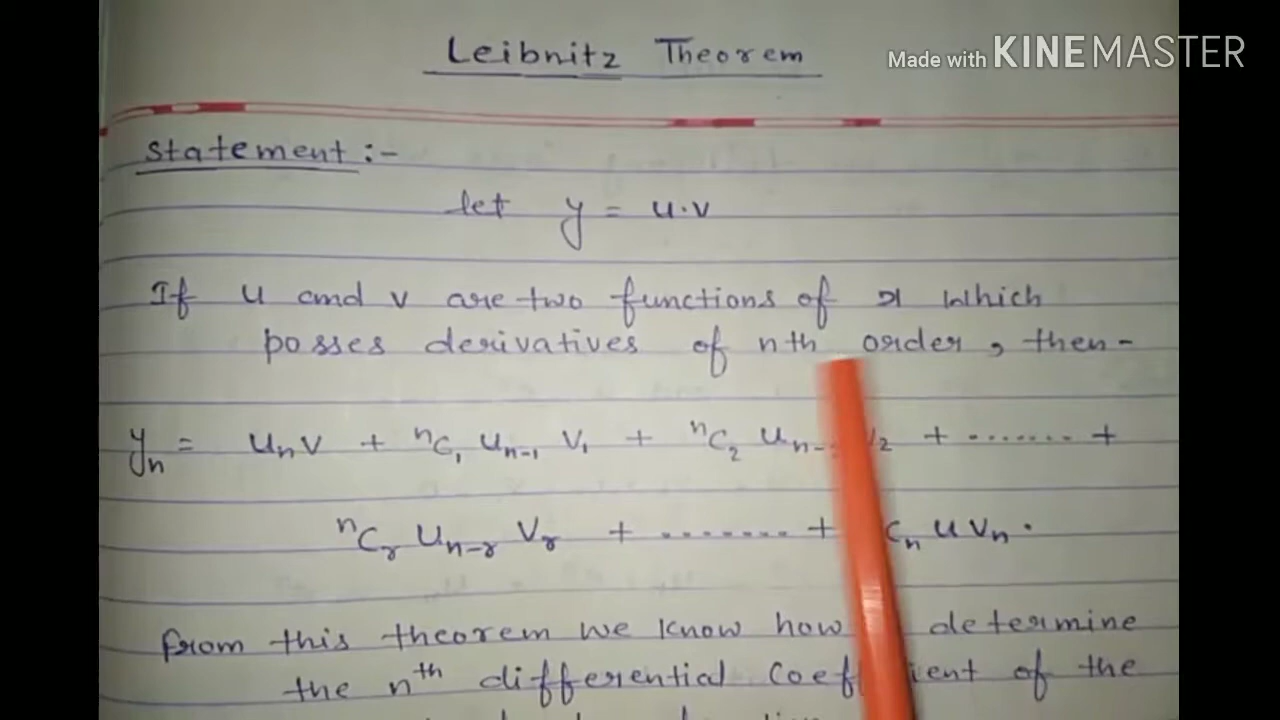 Leibnitz Theorem
Made with KINEMASTER
Statement :-
let y = u.v
If u and v are two functions of x which
posses derivatives of nth order, then-
yₙ = uₙv + ⁿC₁ uₙ₋₁ v₁ + ⁿC₂ uₙ₋ v₂ + ....... +
ⁿCᵣ uₙ₋ᵣ vᵣ + ....... + Cₙ u vₙ .
from this theorem we know how determine
the nᵗʰ differential of the